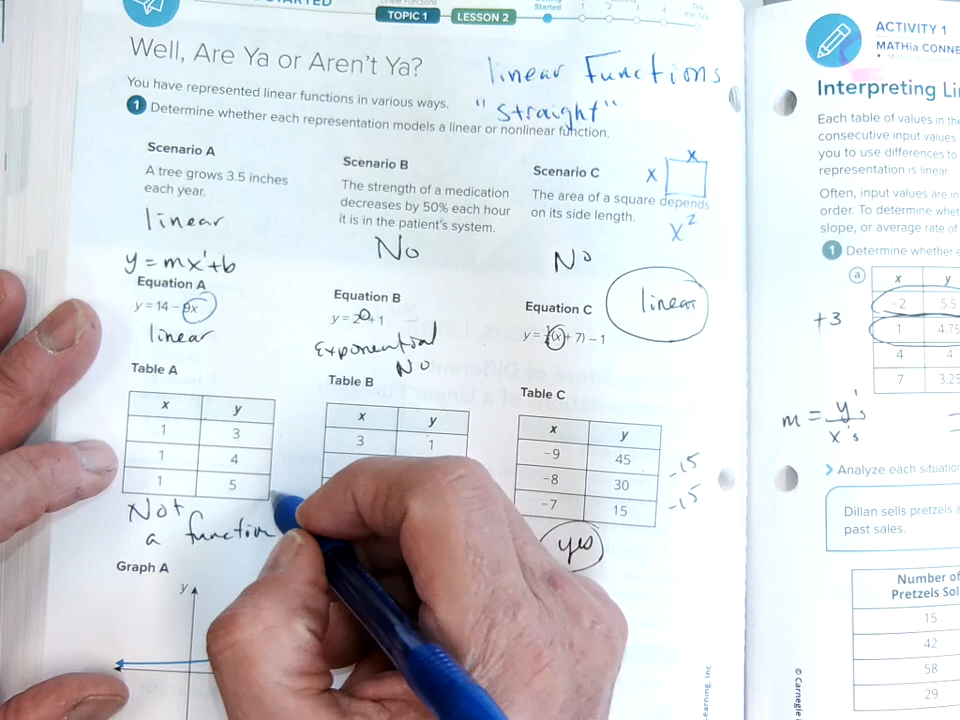 TOPIC 1 LESSON 2
Started
Well, Are Ya or Aren't Ya?
linear Functions
You have represented linear functions in various ways.
"Straight"
1 Determine whether each representation models a linear or nonlinear function.
Scenario A
A tree grows 3.5 inches
each year.
linear
Scenario B
The strength of a medication
decreases by 50% each hour
it is in the patient's system.
No
Scenario C
The area of a square depends
on its side length.
x
x
x²
No
y = mx¹+b
Equation A
y = 14 − 9x
linear
Equation B
Exponential
No
Equation C
linear
Table A
x y
1 3
1 4
1 5
Not
a function
Table B
x y
3 1
Table C
x y
−9 45
−8 30
−7 15
-15
-15
yes
Graph A
y
ACTIVITY 1
MATHia CONNE
Interpreting Li
Each table of values in the
consecutive input values
you to use differences to
representation is linear.
Often, input values are in
order. To determine whet
slope, or average rate of
1 Determine whether e
a
x y
−2 5.5
1 4.75
4 4
7 3.25
+3
m = y's
x's
Analyze each situation
Dillan sells pretzels a
past sales.
Number of
Pretzels Sol
15
42
58
29
earning, Inc
© Carnegie